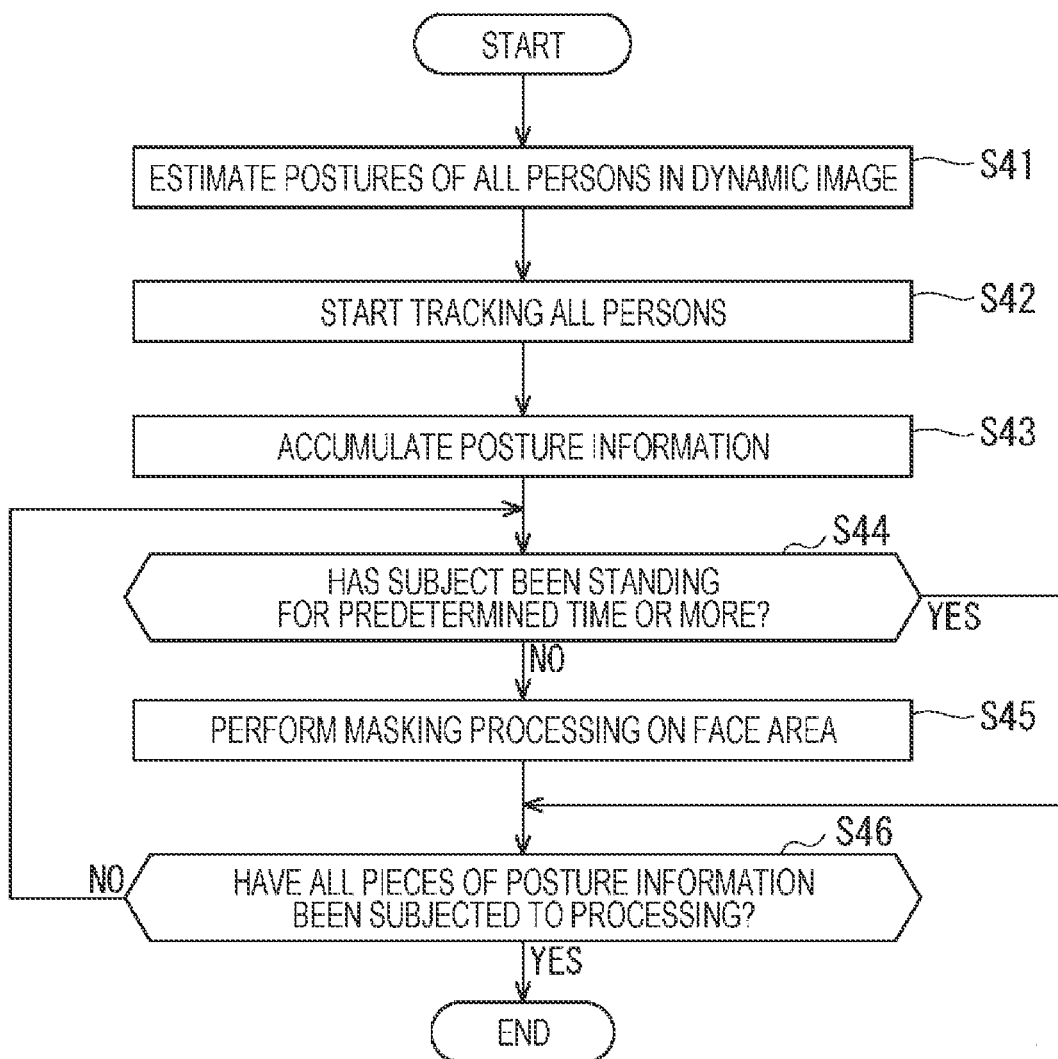 START
ESTIMATE POSTURES OF ALL PERSONS IN DYNAMIC IMAGE
S41
START TRACKING ALL PERSONS
S42
ACCUMULATE POSTURE INFORMATION
S43
S44
HAS SUBJECT BEEN STANDING
FOR PREDETERMINED TIME OR MORE?
YES
NO
PERFORM MASKING PROCESSING ON FACE AREA
S45
S46
NO
HAVE ALL PIECES OF POSTURE INFORMATION
BEEN SUBJECTED TO PROCESSING?
YES
END